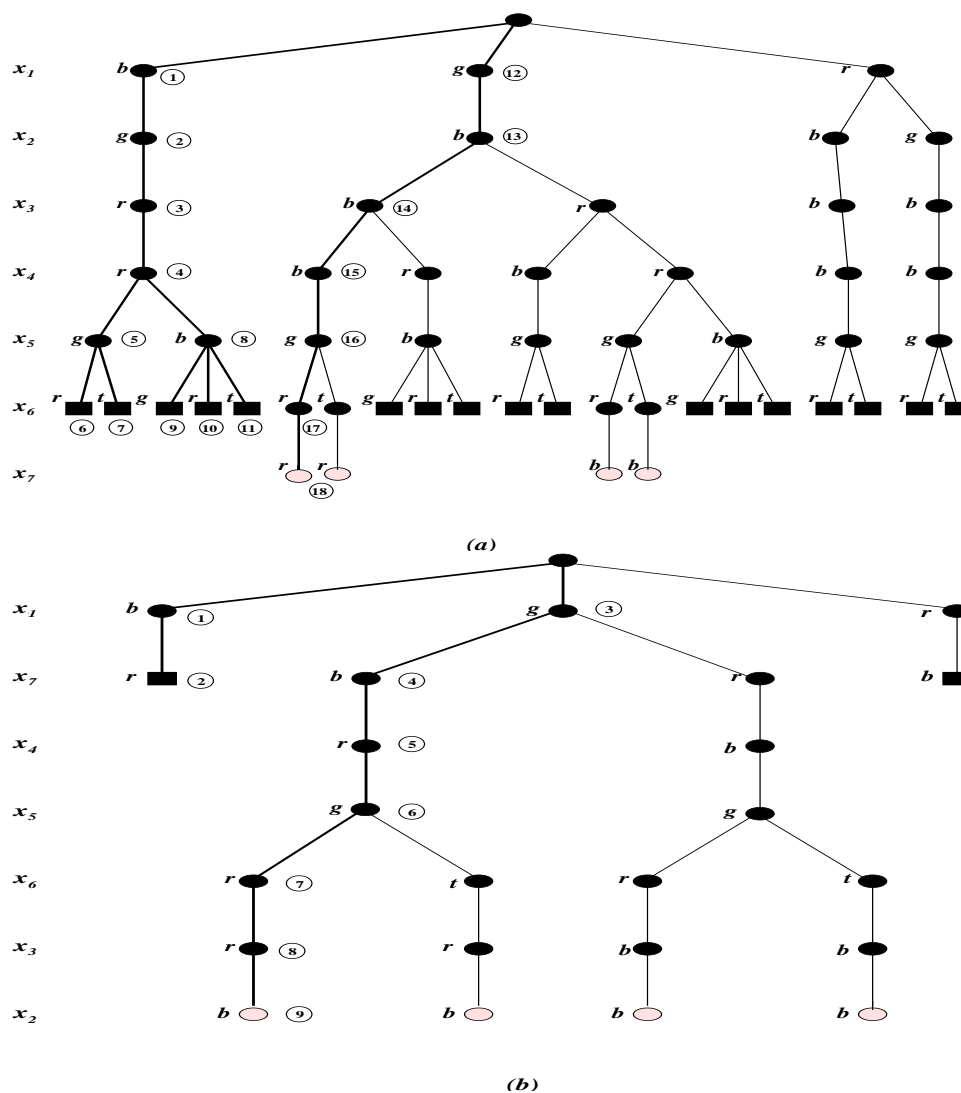 x1 b 1 g 12 r
x2 g 2 b 13 b g
x3 r 3 b 14 r b b
x4 r 4 b 15 r b r b b
x5 g 5 b 8 g 16 b g g b g g
x6 r t g r t r t g r t r t r t g r t r t r t
6 7 9 10 11 17
x7 r r b b
18
(a)
x1 b 1 g 3 r
x7 r 2 b 4 r b
x4 r 5 b
x5 g 6 g
x6 r 7 t r t
x3 r 8 r b b
x2 b 9 b b b
(b)